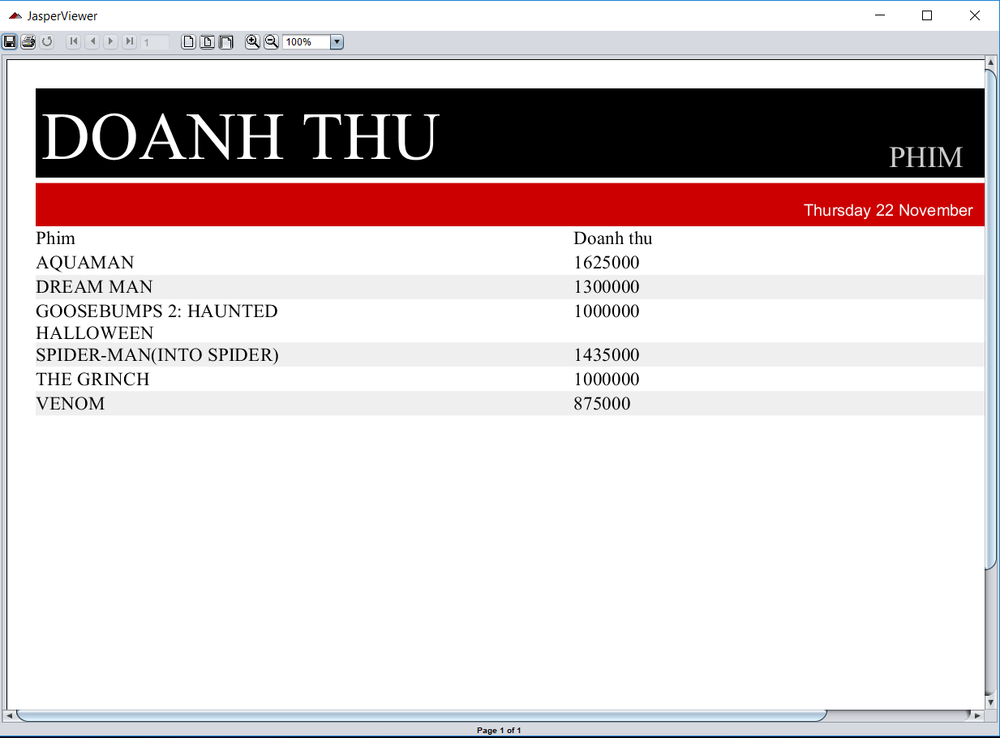 JasperViewer
1
100%
DOANH THU
PHIM
Thursday 22 November
Phim Doanh thu
AQUAMAN 1625000
DREAM MAN 1300000
GOOSEBUMPS 2: HAUNTED 1000000
HALLOWEEN
SPIDER-MAN(INTO SPIDER) 1435000
THE GRINCH 1000000
VENOM 875000
Page 1 of 1